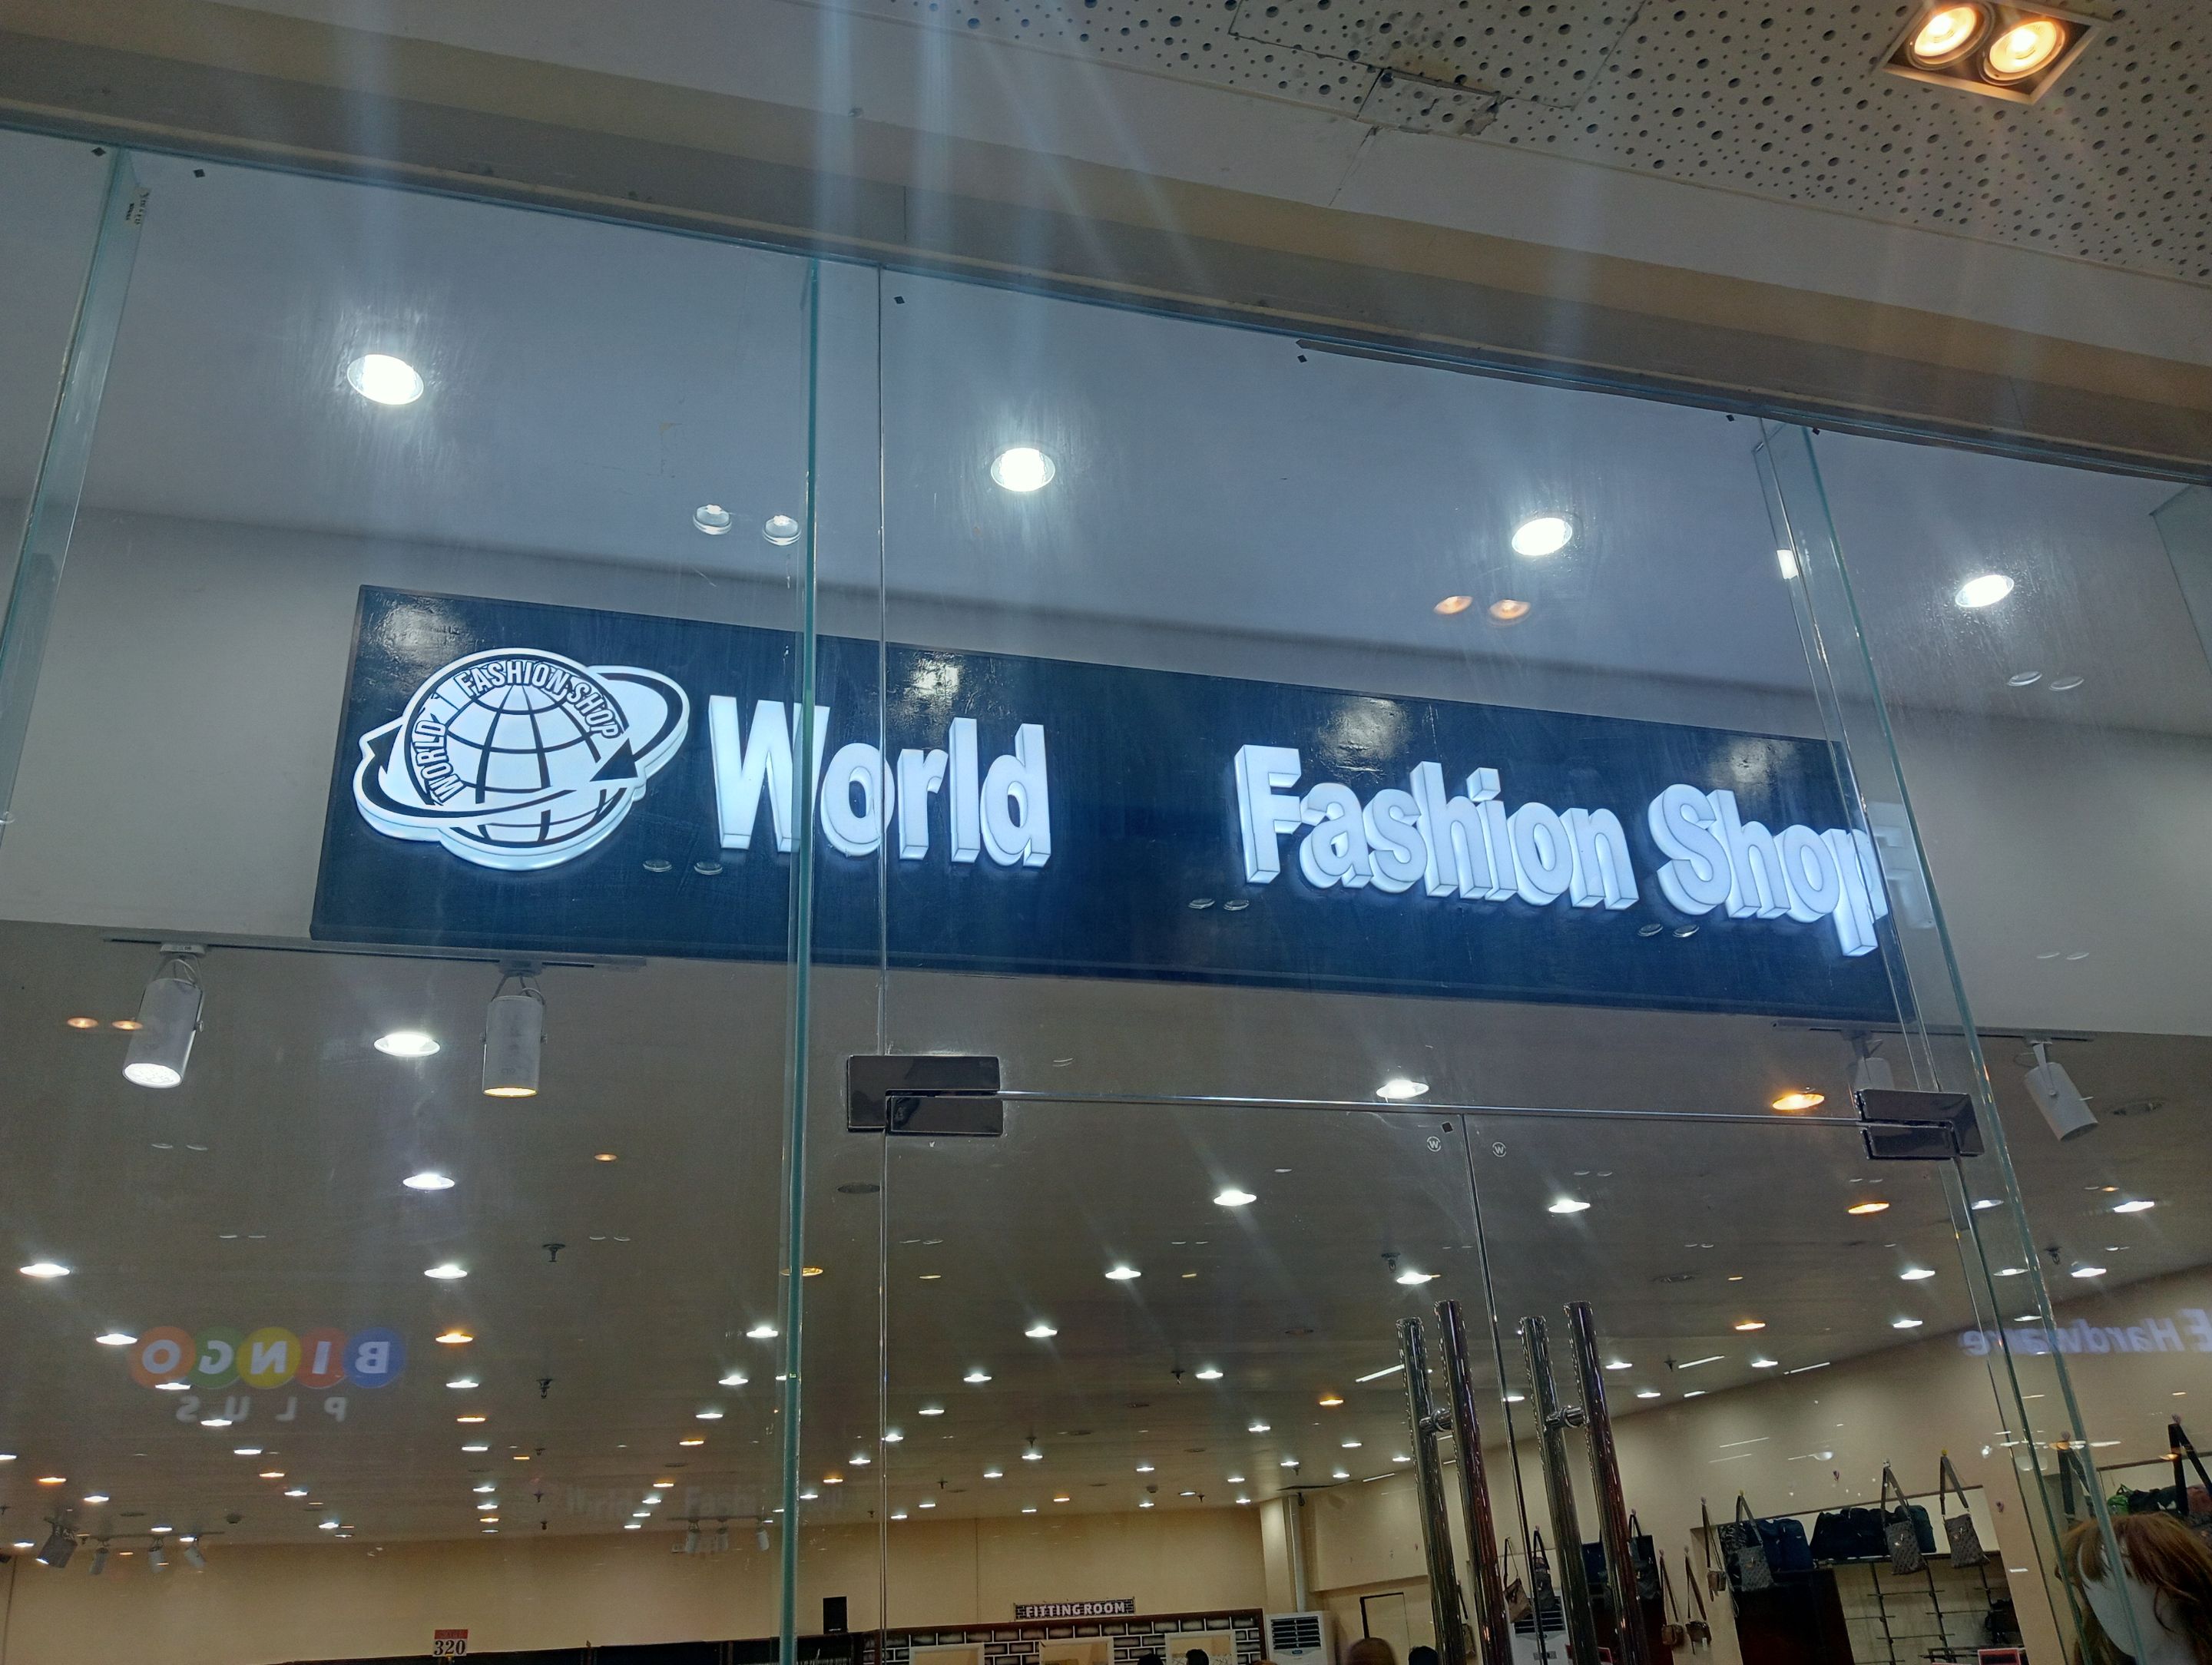 WORLD FASHION SHOP
World Fashion Shop
W W
BINGO
PLUS
E Hardware
FITTING ROOM
320